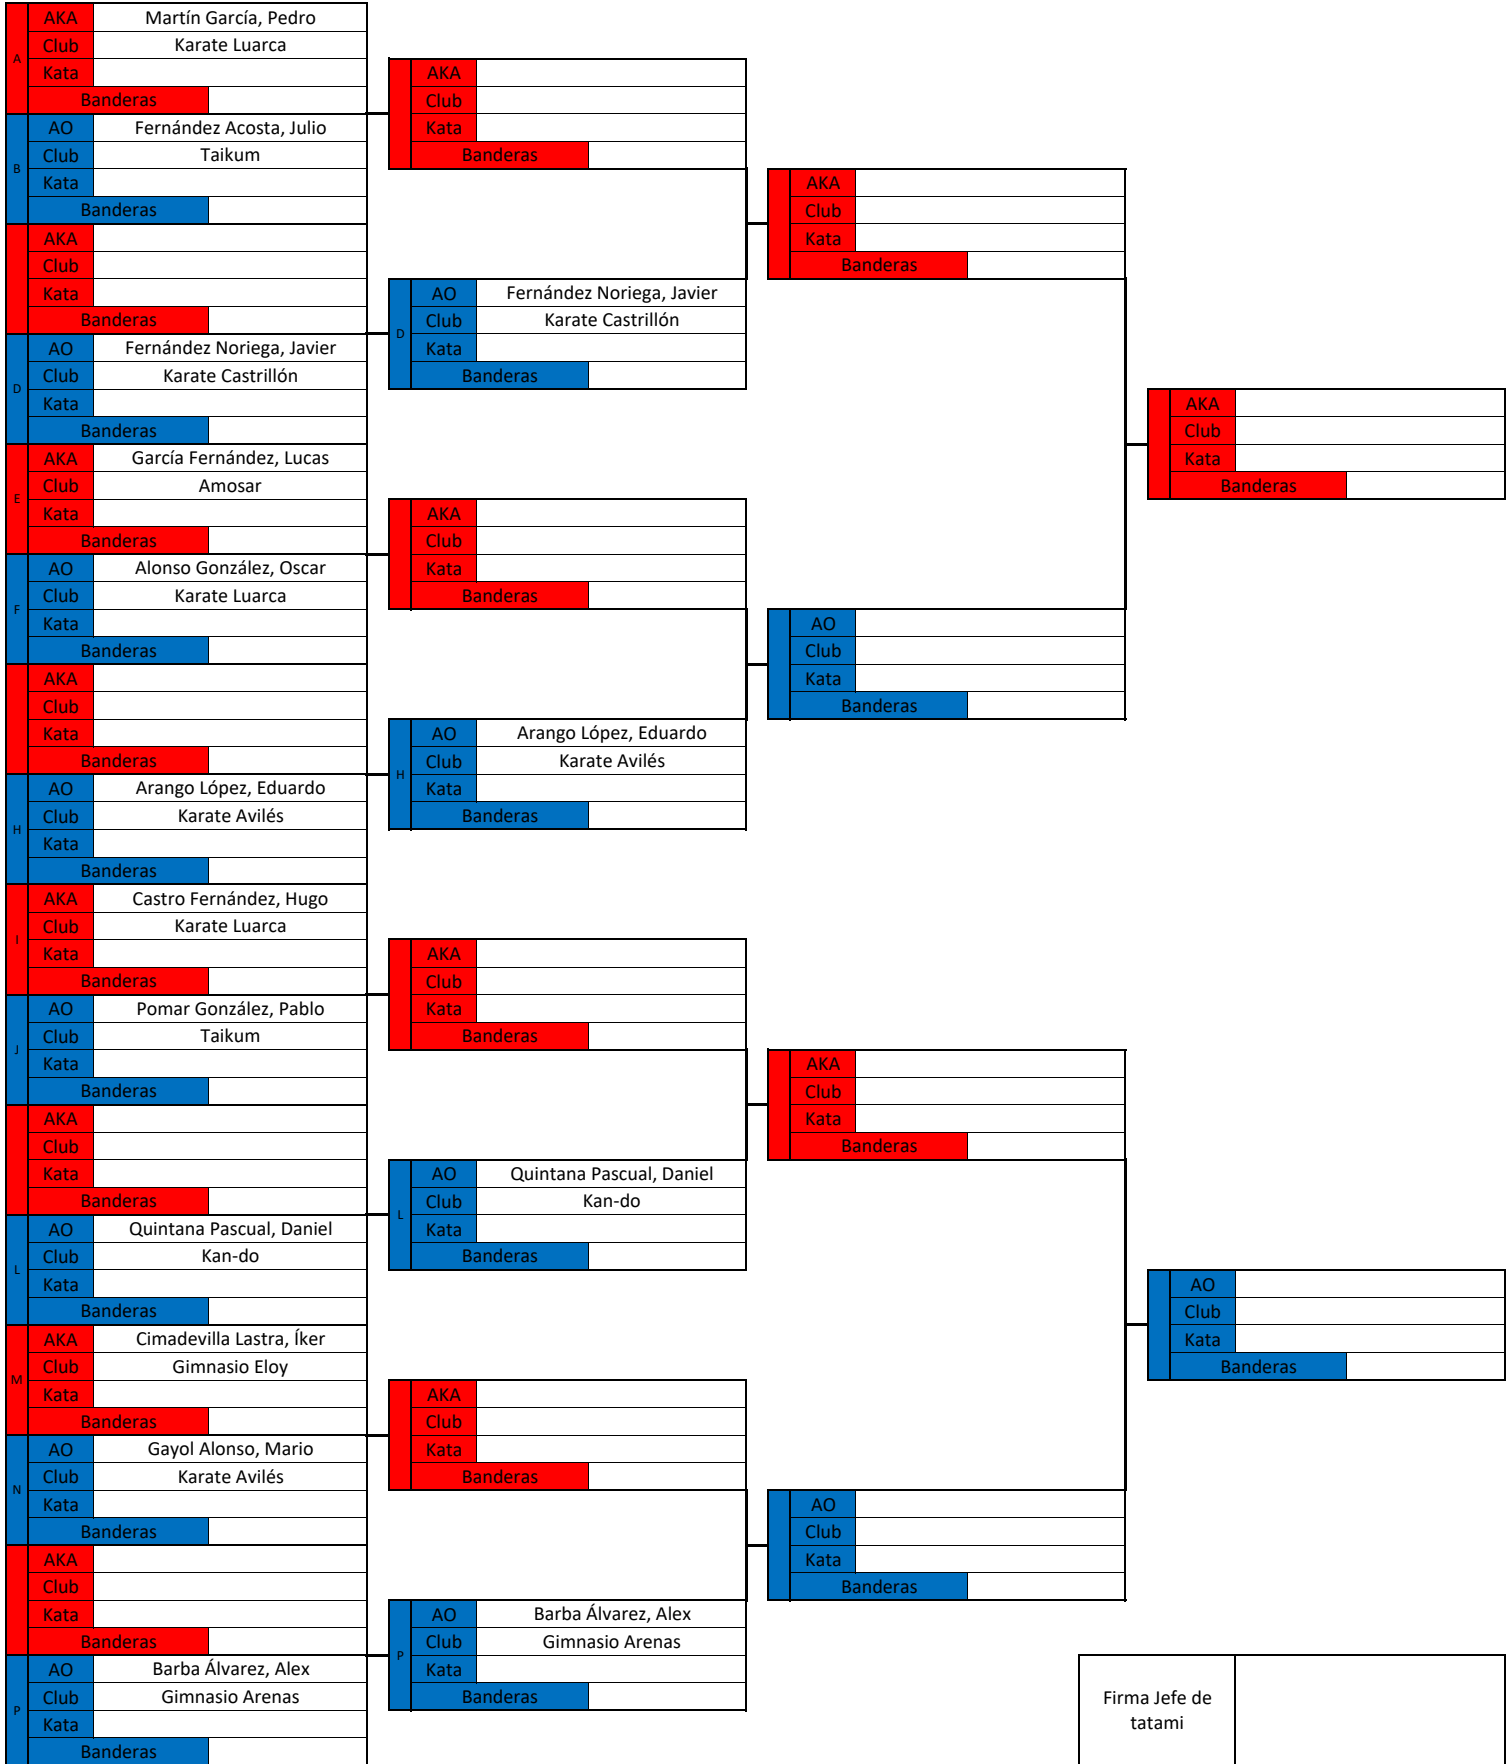 A
AKA Martín García, Pedro
Club Karate Luarca
Kata
Banderas
B
AO Fernández Acosta, Julio
Club Taikum
Kata
Banderas
AKA
Club
Kata
Banderas
D
AO Fernández Noriega, Javier
Club Karate Castrillón
Kata
Banderas
E
AKA García Fernández, Lucas
Club Amosar
Kata
Banderas
F
AO Alonso González, Oscar
Club Karate Luarca
Kata
Banderas
AKA
Club
Kata
Banderas
H
AO Arango López, Eduardo
Club Karate Avilés
Kata
Banderas
I
AKA Castro Fernández, Hugo
Club Karate Luarca
Kata
Banderas
J
AO Pomar González, Pablo
Club Taikum
Kata
Banderas
AKA
Club
Kata
Banderas
L
AO Quintana Pascual, Daniel
Club Kan-do
Kata
Banderas
M
AKA Cimadevilla Lastra, Íker
Club Gimnasio Eloy
Kata
Banderas
N
AO Gayol Alonso, Mario
Club Karate Avilés
Kata
Banderas
AKA
Club
Kata
Banderas
P
AO Barba Álvarez, Alex
Club Gimnasio Arenas
Kata
Banderas
AKA
Club
Kata
Banderas
D
AO Fernández Noriega, Javier
Club Karate Castrillón
Kata
Banderas
AKA
Club
Kata
Banderas
H
AO Arango López, Eduardo
Club Karate Avilés
Kata
Banderas
AKA
Club
Kata
Banderas
L
AO Quintana Pascual, Daniel
Club Kan-do
Kata
Banderas
AKA
Club
Kata
Banderas
P
AO Barba Álvarez, Alex
Club Gimnasio Arenas
Kata
Banderas
AKA
Club
Kata
Banderas
AO
Club
Kata
Banderas
AKA
Club
Kata
Banderas
AO
Club
Kata
Banderas
AKA
Club
Kata
Banderas
AO
Club
Kata
Banderas
Firma Jefe de
tatami